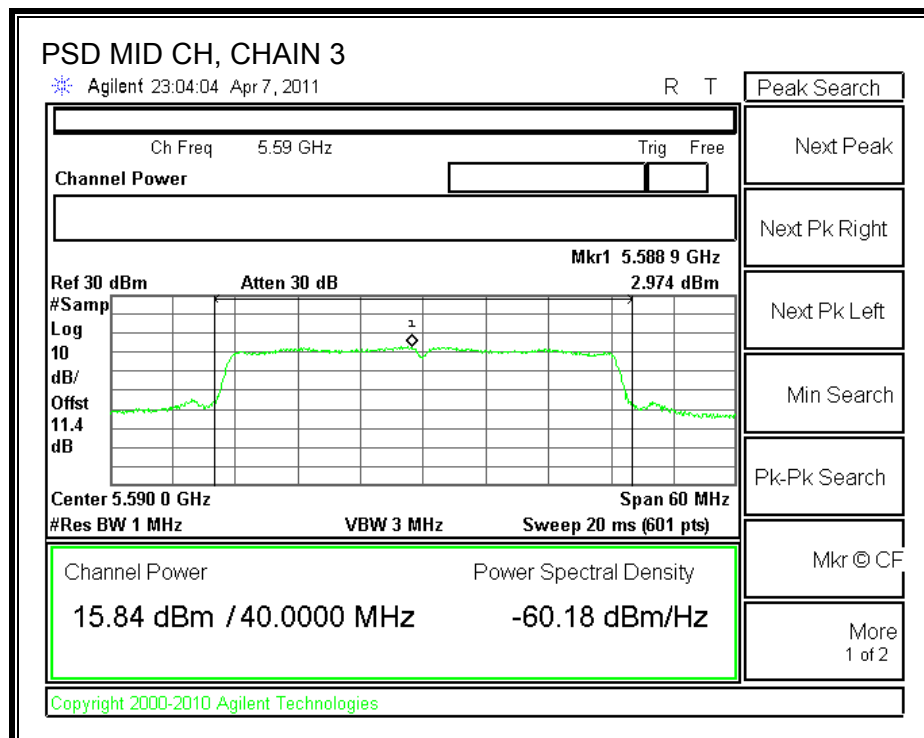 PSD MID CH, CHAIN 3
Agilent 23:04:04 Apr 7, 2011 R T
Peak Search
Ch Freq 5.59 GHz Trig Free
Channel Power
Next Peak
Next Pk Right
Mkr1 5.588 9 GHz
Ref 30 dBm Atten 30 dB 2.974 dBm
#Samp
Log
10
dB/
Offst
11.4
dB
1
Next Pk Left
Min Search
Pk-Pk Search
Center 5.590 0 GHz Span 60 MHz
#Res BW 1 MHz VBW 3 MHz Sweep 20 ms (601 pts)
Channel Power Power Spectral Density
15.84 dBm / 40.0000 MHz -60.18 dBm/Hz
Mkr © CF
More
1 of 2
Copyright 2000-2010 Agilent Technologies